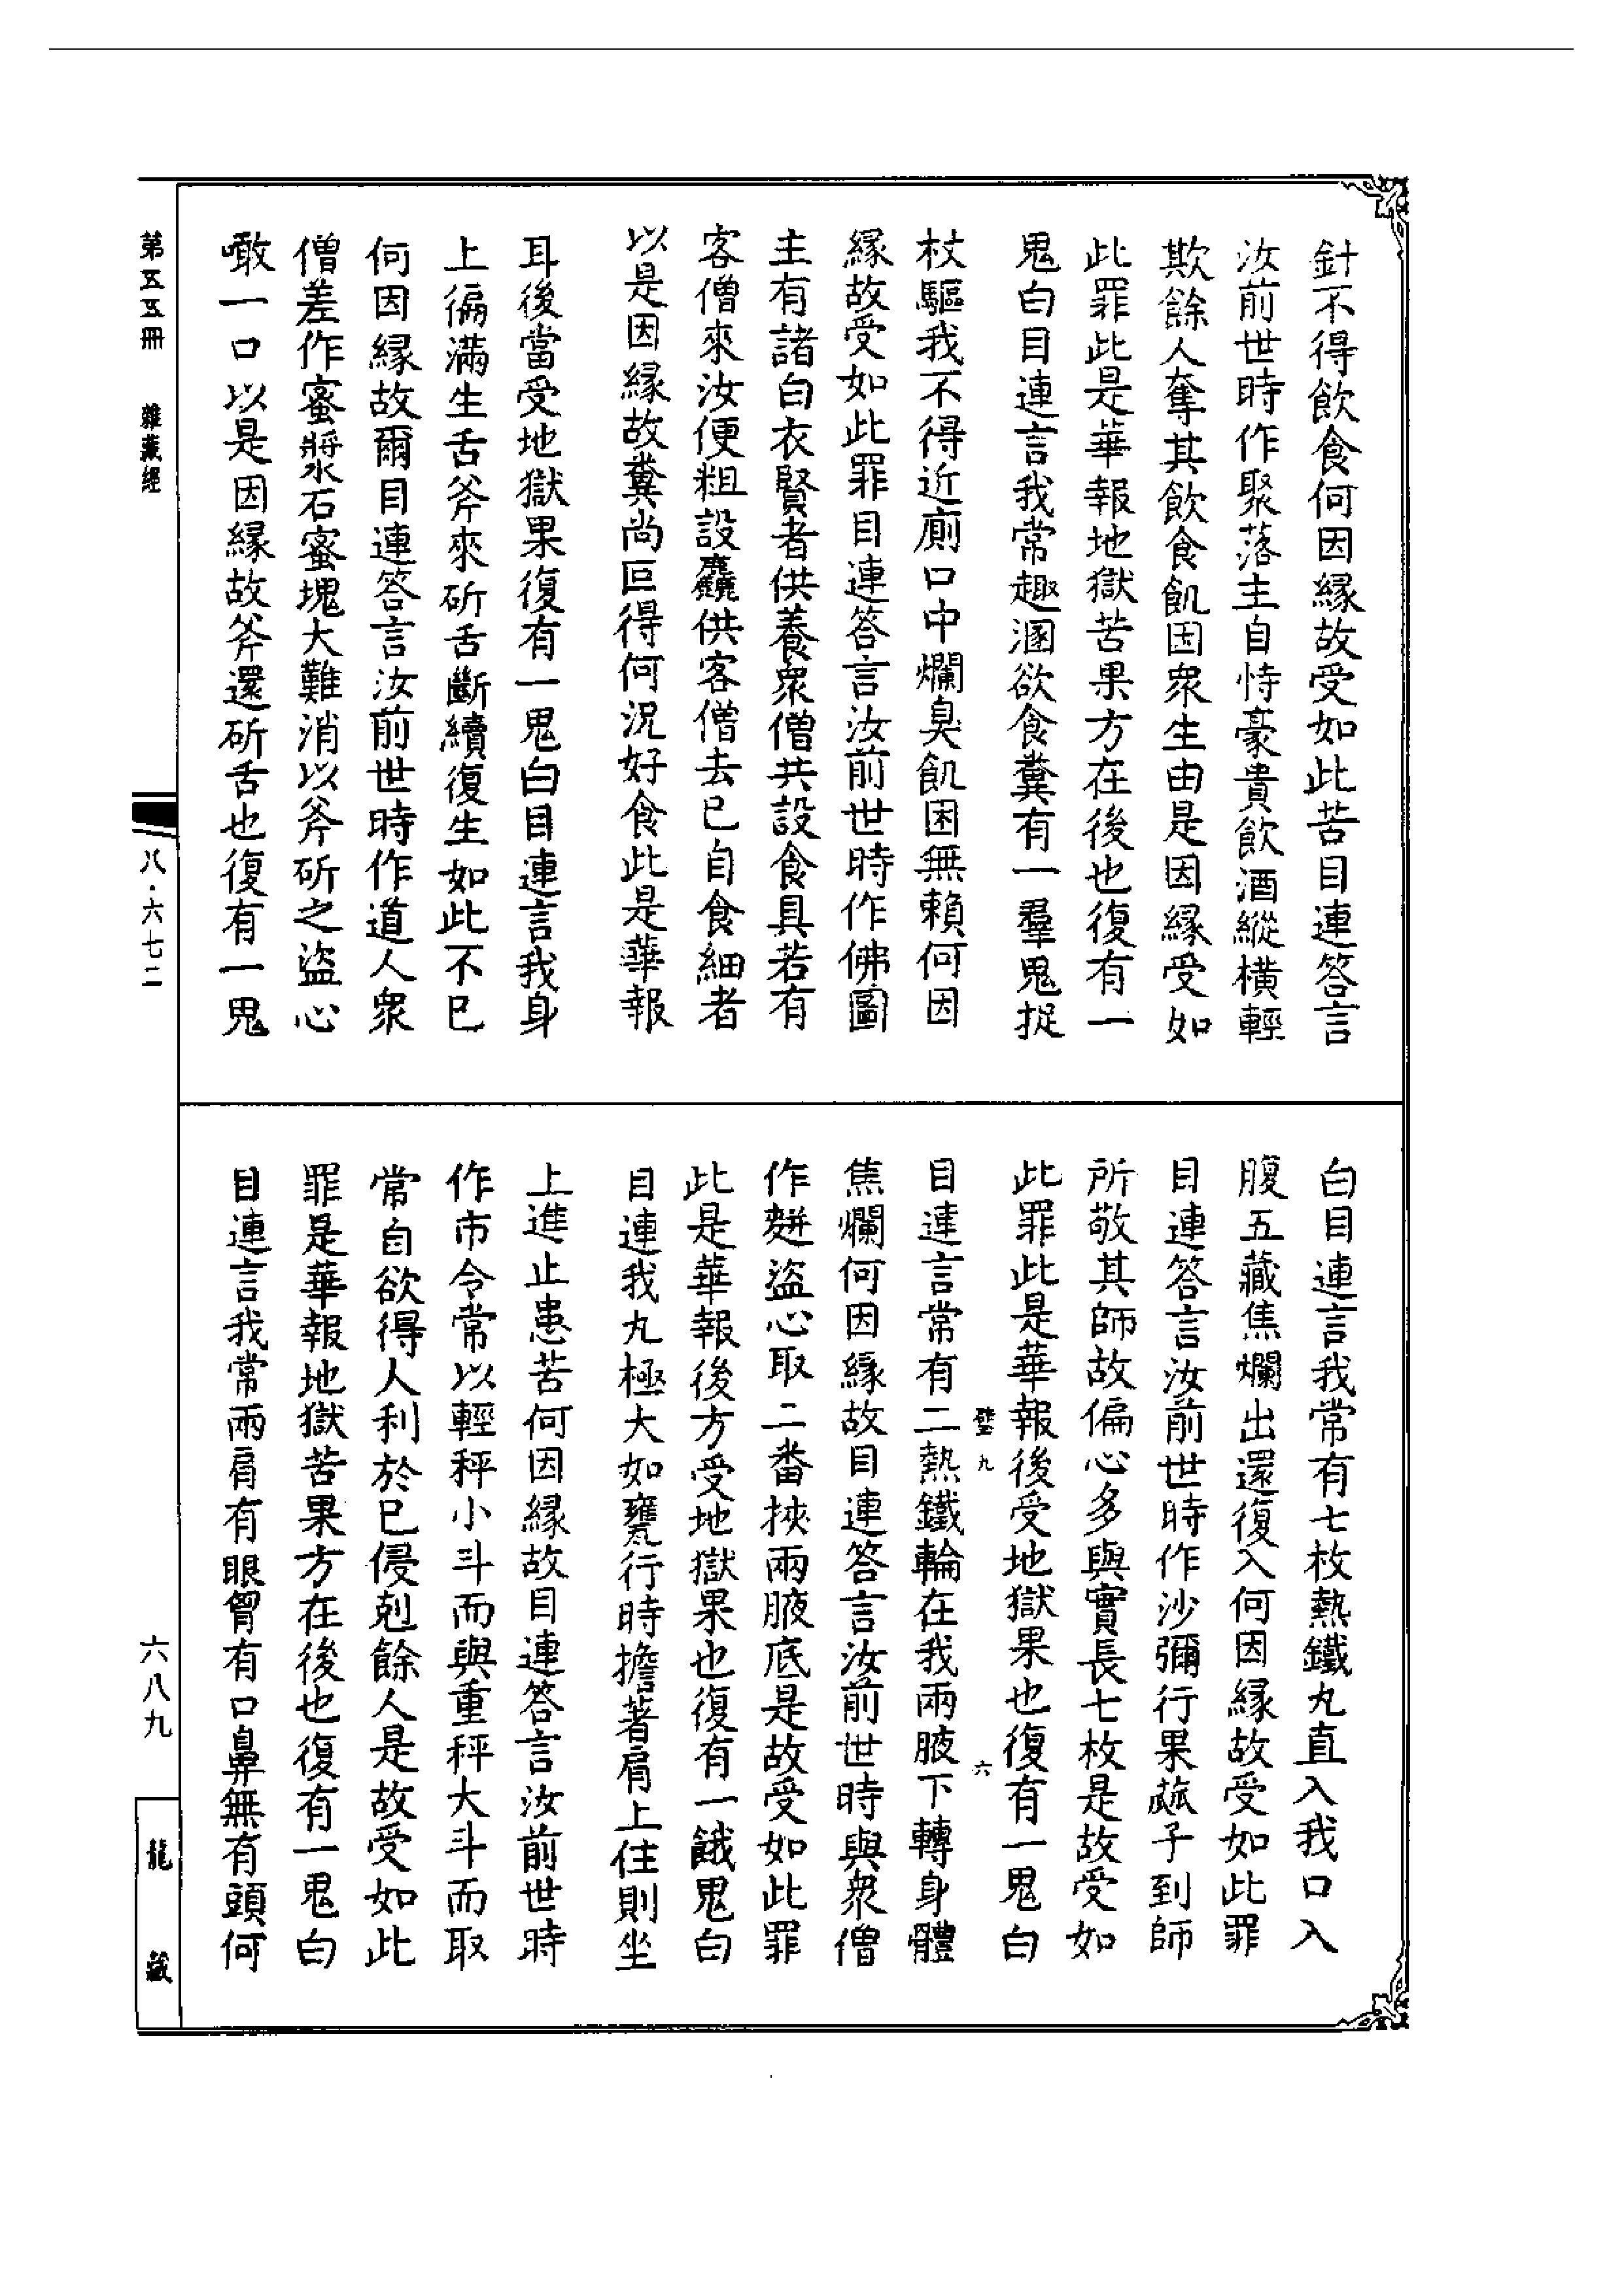 針不得飲食何因縁故受如此苦目連答言
汝前世時作聚落主自恃豪貴飲酒縱橫輕
欺餘人奪其飲食飢困衆生由是因縁受如
此罪此是華報地獄苦果方在後也復有一
鬼白目連言我常趣溷欲食糞有一羣鬼捉
杖驅我不得近廁口中爛臭飢困無賴何因
縁故受如此罪目連答言汝前世時作佛圖
主有諸白衣賢者供養衆僧共設食具若有
客僧來汝便粗設麤供客僧去已自食細者
以是因縁故糞尚叵得何況好食此是華報
耳後當受地獄果復有一鬼白目連言我身
上徧滿生舌斧來斫舌斷續復生如此不已
何因縁故爾目連答言汝前世時作道人衆
僧差作蜜漿石蜜塊大難消以斧斫之盜心
噉一口以是因縁故斧還斫舌也復有一鬼
白目連言我常有七枚熱鐵丸直入我口入
腹五藏焦爛出還復入何因縁故受如此罪
目連答言汝前世時作沙彌行果蓏子到師
所敬其師故偏心多與實長七枚是故受如
此罪此是華報後受地獄果也復有一鬼白
壁九 六
目連言常有二熱鐵輪在我兩腋下轉身體
焦爛何因縁故目連答言汝前世時與衆僧
作䴵盜心取二番挾兩腋底是故受如此罪
此是華報後方受地獄果也復有一餓鬼白
目連我丸極大如甕行時擔著肩上住則坐
上進止患苦何因縁故目連答言汝前世時
作市令常以輕秤小斗而與重秤大斗而取
常自欲得人利於已侵剋餘人是故受如此
罪是華報地獄苦果方在後也復有一鬼白
目連言我常兩肩有眼胷有口鼻無有頭何
第五五冊 雜藏經
八·六七二
六八九
龍藏